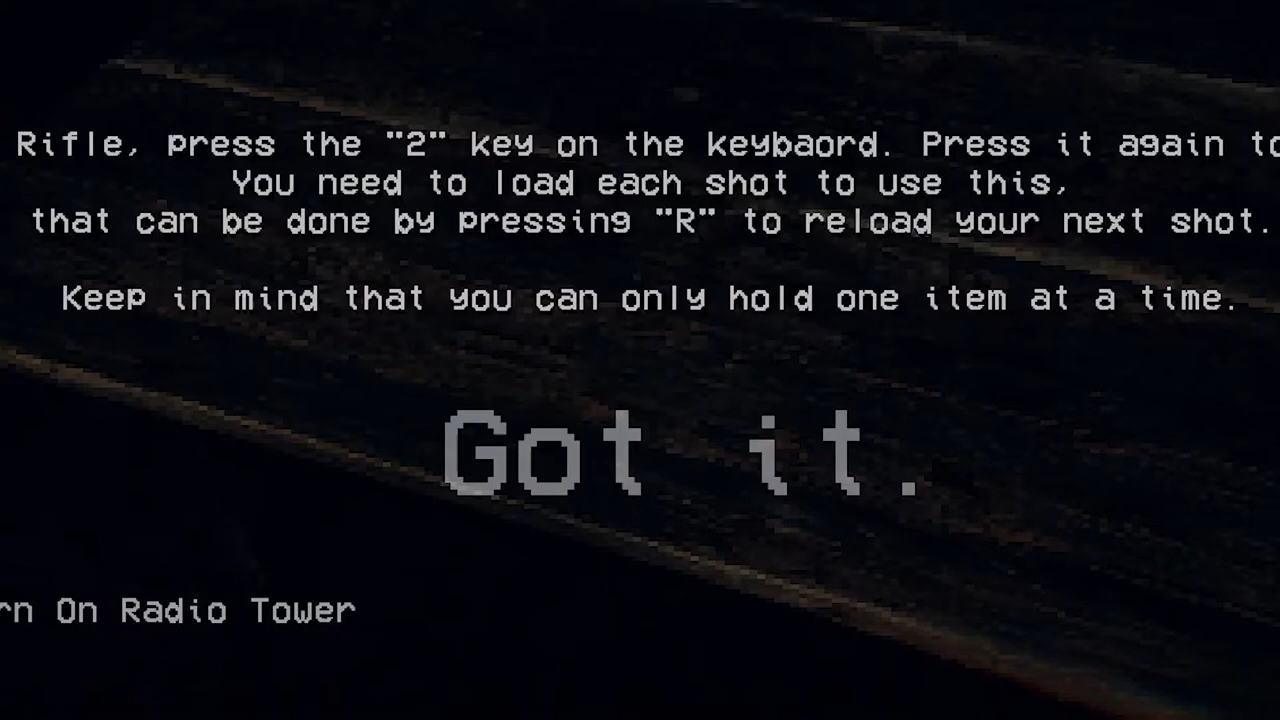 Rifle, press the "2" key on the keybaord. Press it again to
You need to load each shot to use this,
that can be done by pressing "R" to reload your next shot.
Keep in mind that you can only hold one item at a time.
Got it.
rn On Radio Tower